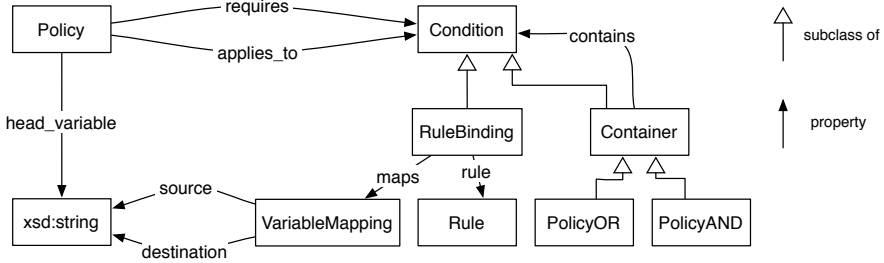 requires
Policy
Condition
subclass of
contains
applies_to
head_variable
RuleBinding
Container
property
maps
rule
source
xsd:string
VariableMapping
Rule
PolicyOR
PolicyAND
destination